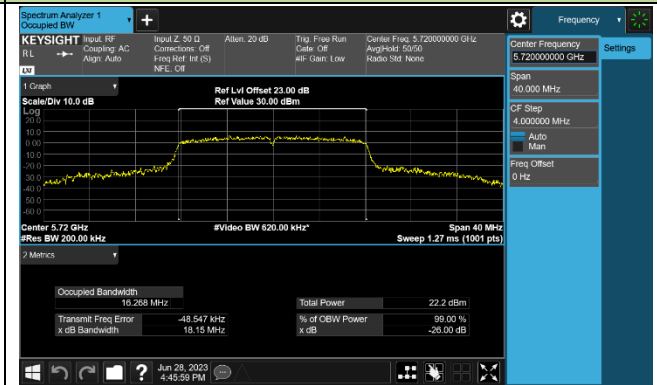 Spectrum Analyzer 1
Occupied BW
Frequency
KEYSIGHT
RL
LXI
Input: RF
Coupling: AC
Align: Auto
Input Z: 50 Ω
Corrections: Off
Freq Ref: Int (S)
NFE: Off
Atten: 20 dB
Trig: Free Run
Gate: Off
#IF Gain: Low
Center Freq: 5.720000000 GHz
Avg|Hold: 50/50
Radio Std: None
Center Frequency
5.720000000 GHz
Settings
Span
40.000 MHz
CF Step
4.000000 MHz
Auto
Man
Freq Offset
0 Hz
1 Graph
Scale/Div 10.0 dB
Ref Lvl Offset 23.00 dB
Ref Value 30.00 dBm
Log
20.0
10.0
0.00
-10.0
-20.0
-30.0
-40.0
-50.0
-60.0
Center 5.72 GHz
#Video BW 620.00 kHz*
Span 40 MHz
#Res BW 200.00 kHz
Sweep 1.27 ms (1001 pts)
2 Metrics
Occupied Bandwidth
16.268 MHz
Total Power 22.2 dBm
Transmit Freq Error -48.547 kHz
% of OBW Power 99.00 %
x dB Bandwidth 18.15 MHz
x dB -26.00 dB
?
Jun 28, 2023
4:45:59 PM